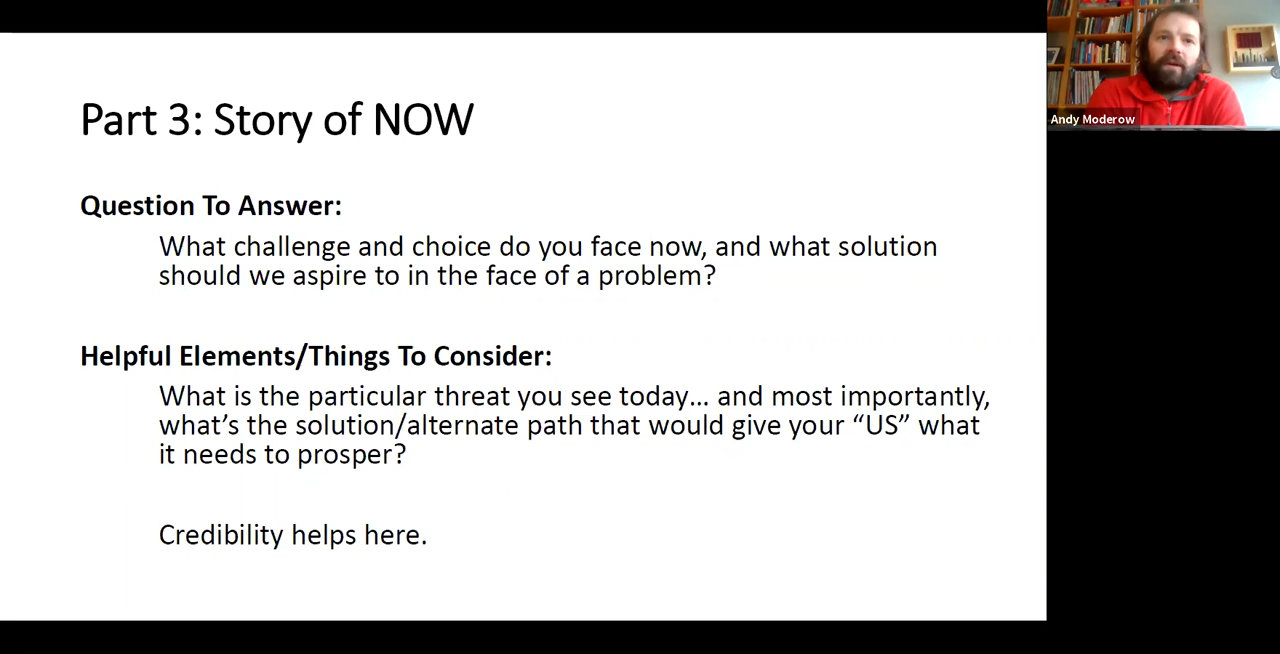 Part 3: Story of NOW
Question To Answer:
What challenge and choice do you face now, and what solution
should we aspire to in the face of a problem?
Helpful Elements/Things To Consider:
What is the particular threat you see today... and most importantly,
what’s the solution/alternate path that would give your “US” what
it needs to prosper?
Credibility helps here.
Andy Moderow